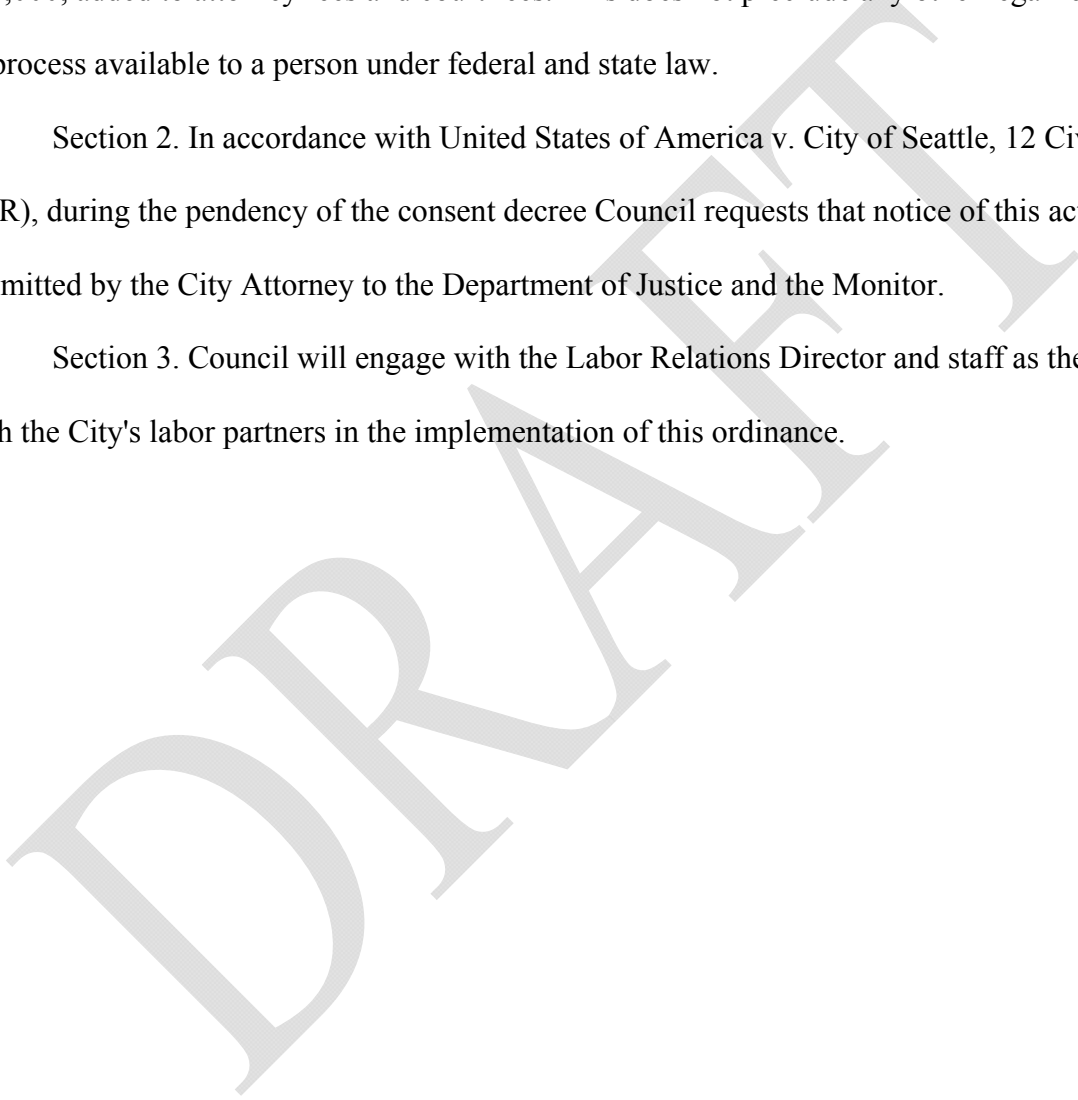 process available to a person under federal and state law.
Section 2. In accordance with United States of America v. City of Seattle, 12 Civ
R), during the pendency of the consent decree Council requests that notice of this ac
mitted by the City Attorney to the Department of Justice and the Monitor.
Section 3. Council will engage with the Labor Relations Director and staff as the
h the City's labor partners in the implementation of this ordinance.
DRAFT